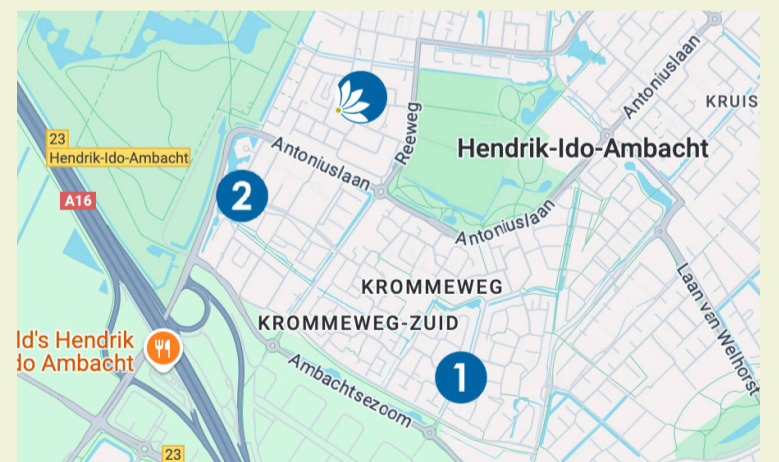 Antoniuslaan
KRUIS
23
Hendrik-Ido-Ambacht
Reeweg
Hendrik-Ido-Ambacht
Antoniuslaan
A16
2
Antoniuslaan
KROMMEWEG
Laan van Welhorst
KROMMEWEG-ZUID
ld's Hendrik
do Ambacht
1
Ambachtsezoom
23